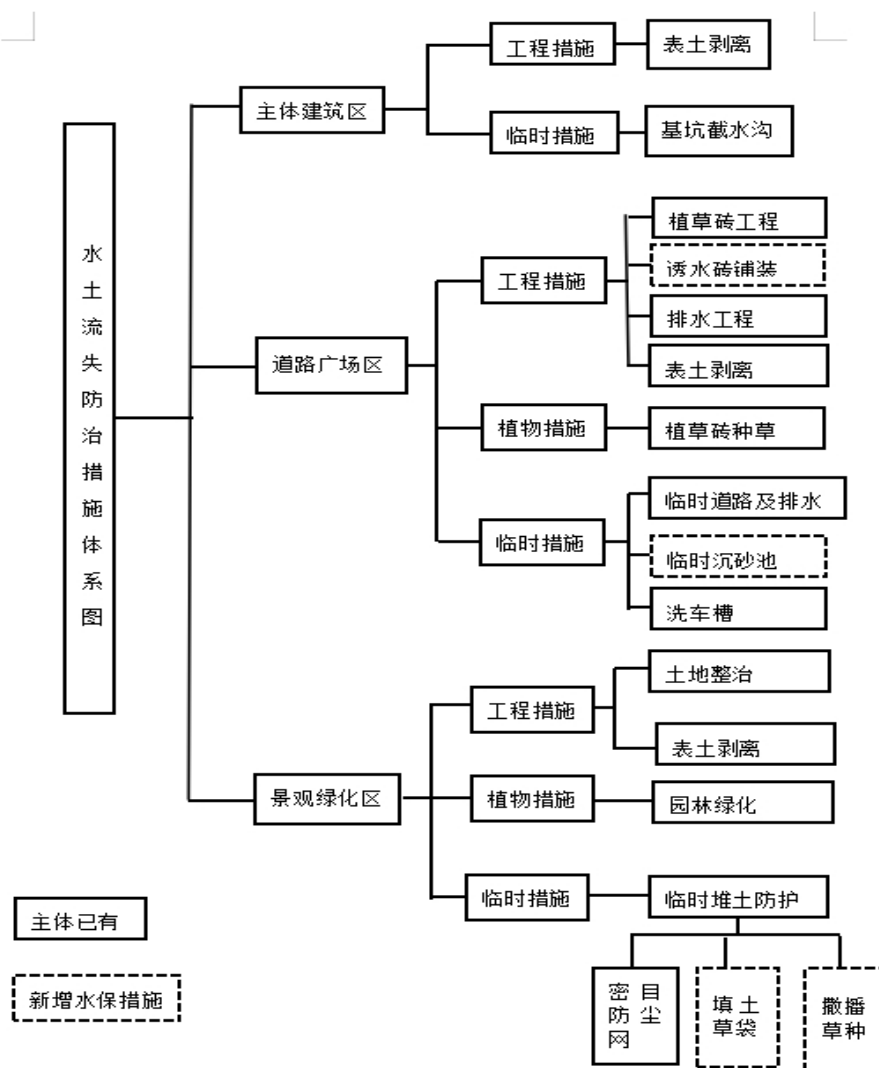 水土流失防治措施体系图
主体建筑区
工程措施
表土剥离
临时措施
基坑截水沟
道路广场区
工程措施
植草砖工程
诱水砖铺装
排水工程
表土剥离
植物措施
植草砖种草
临时措施
临时道路及排水
临时沉砂池
洗车槽
景观绿化区
工程措施
土地整治
表土剥离
植物措施
园林绿化
临时措施
临时堆土防护
密目
防尘
网
填土
草袋
撒播
草种
主体已有
新增水保措施